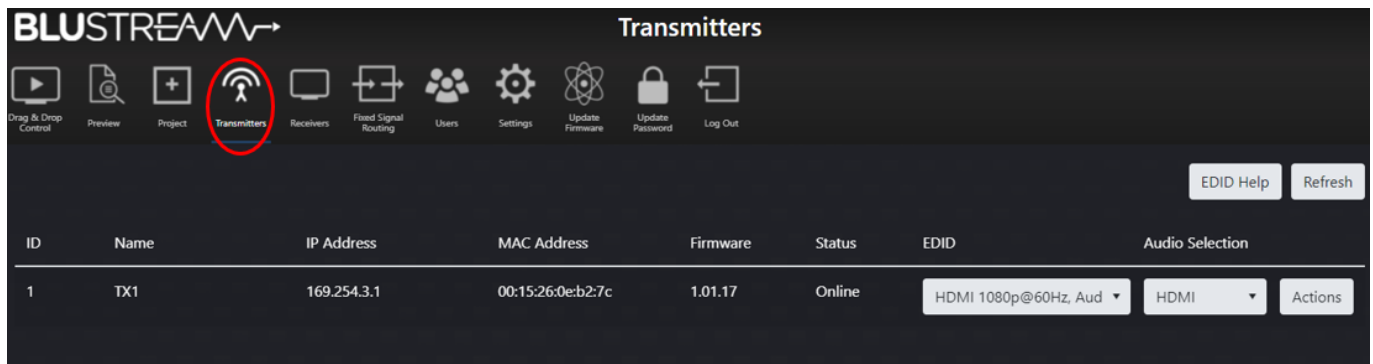 BLUSTREAM
Transmitters
Drag & Drop
Control
Preview
Project
Transmitters
Receivers
Fixed Signal
Routing
Users
Settings
Update
Firmware
Update
Password
Log Out
EDID Help
Refresh
ID Name IP Address MAC Address Firmware Status EDID Audio Selection
1 TX1 169.254.3.1 00:15:26:0e:b2:7c 1.01.17 Online HDMI 1080p@60Hz, Aud HDMI Actions